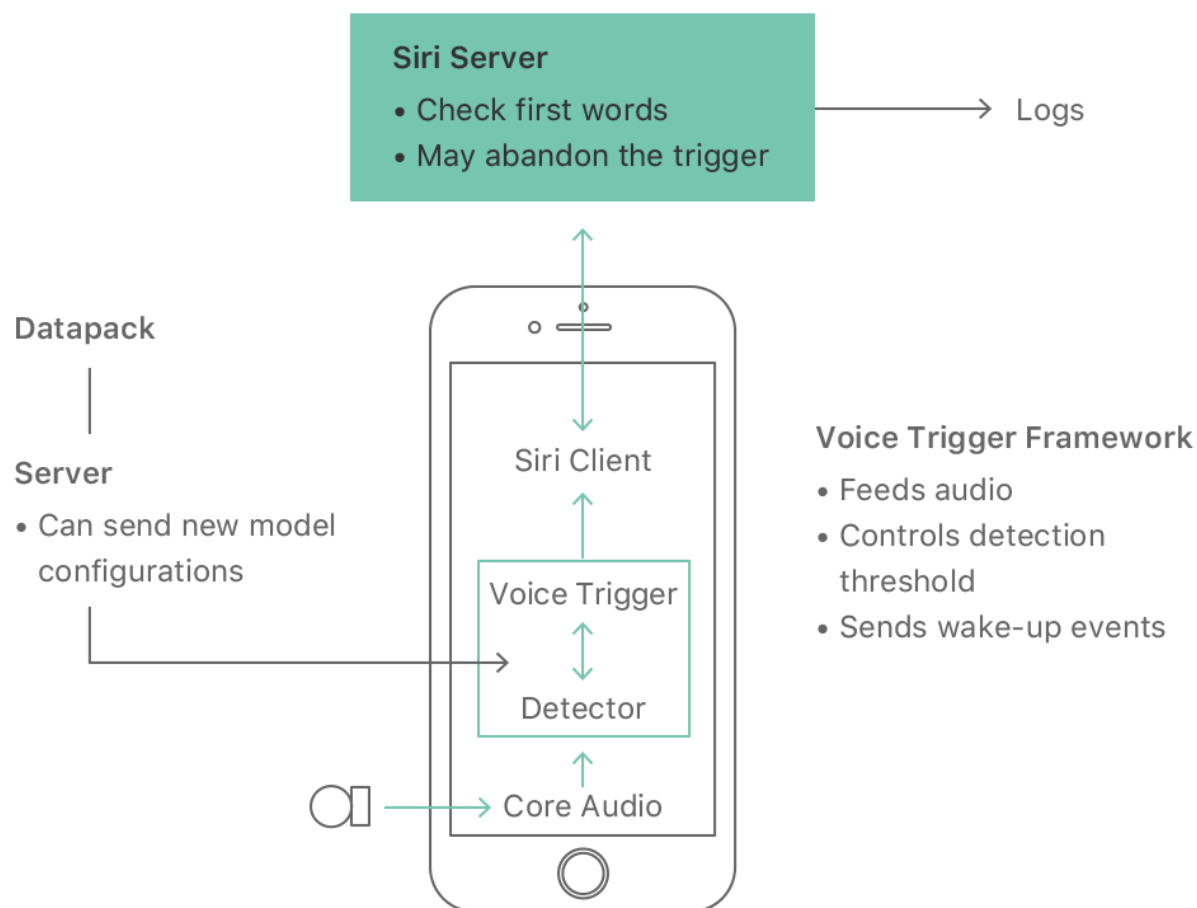 Siri Server
• Check first words
• May abandon the trigger
Logs
Datapack
Server
• Can send new model
configurations
Siri Client
Voice Trigger
Detector
Core Audio
Voice Trigger Framework
• Feeds audio
• Controls detection
threshold
• Sends wake-up events